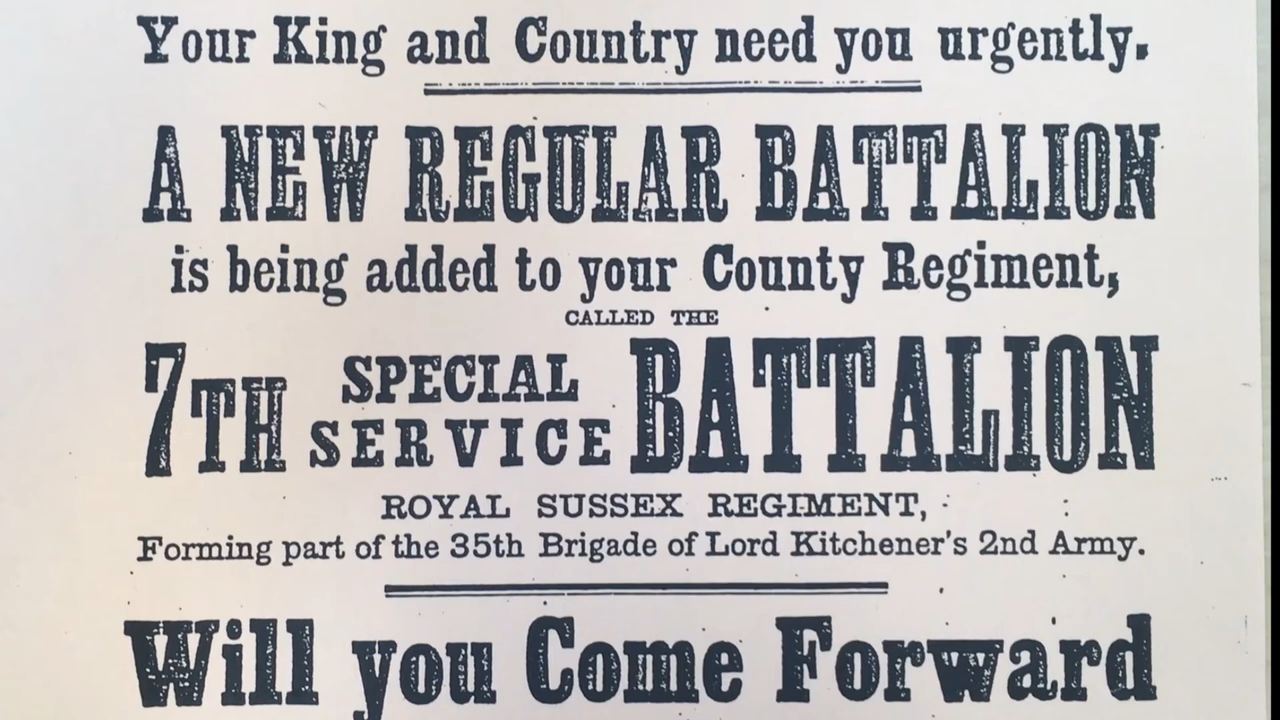 Your King and Country need you urgently.
A NEW REGULAR BATTALION
is being added to your County Regiment,
CALLED THE
7TH SPECIAL SERVICE BATTALION
ROYAL SUSSEX REGIMENT,
Forming part of the 35th Brigade of Lord Kitchener's 2nd Army.
Will you Come Forward